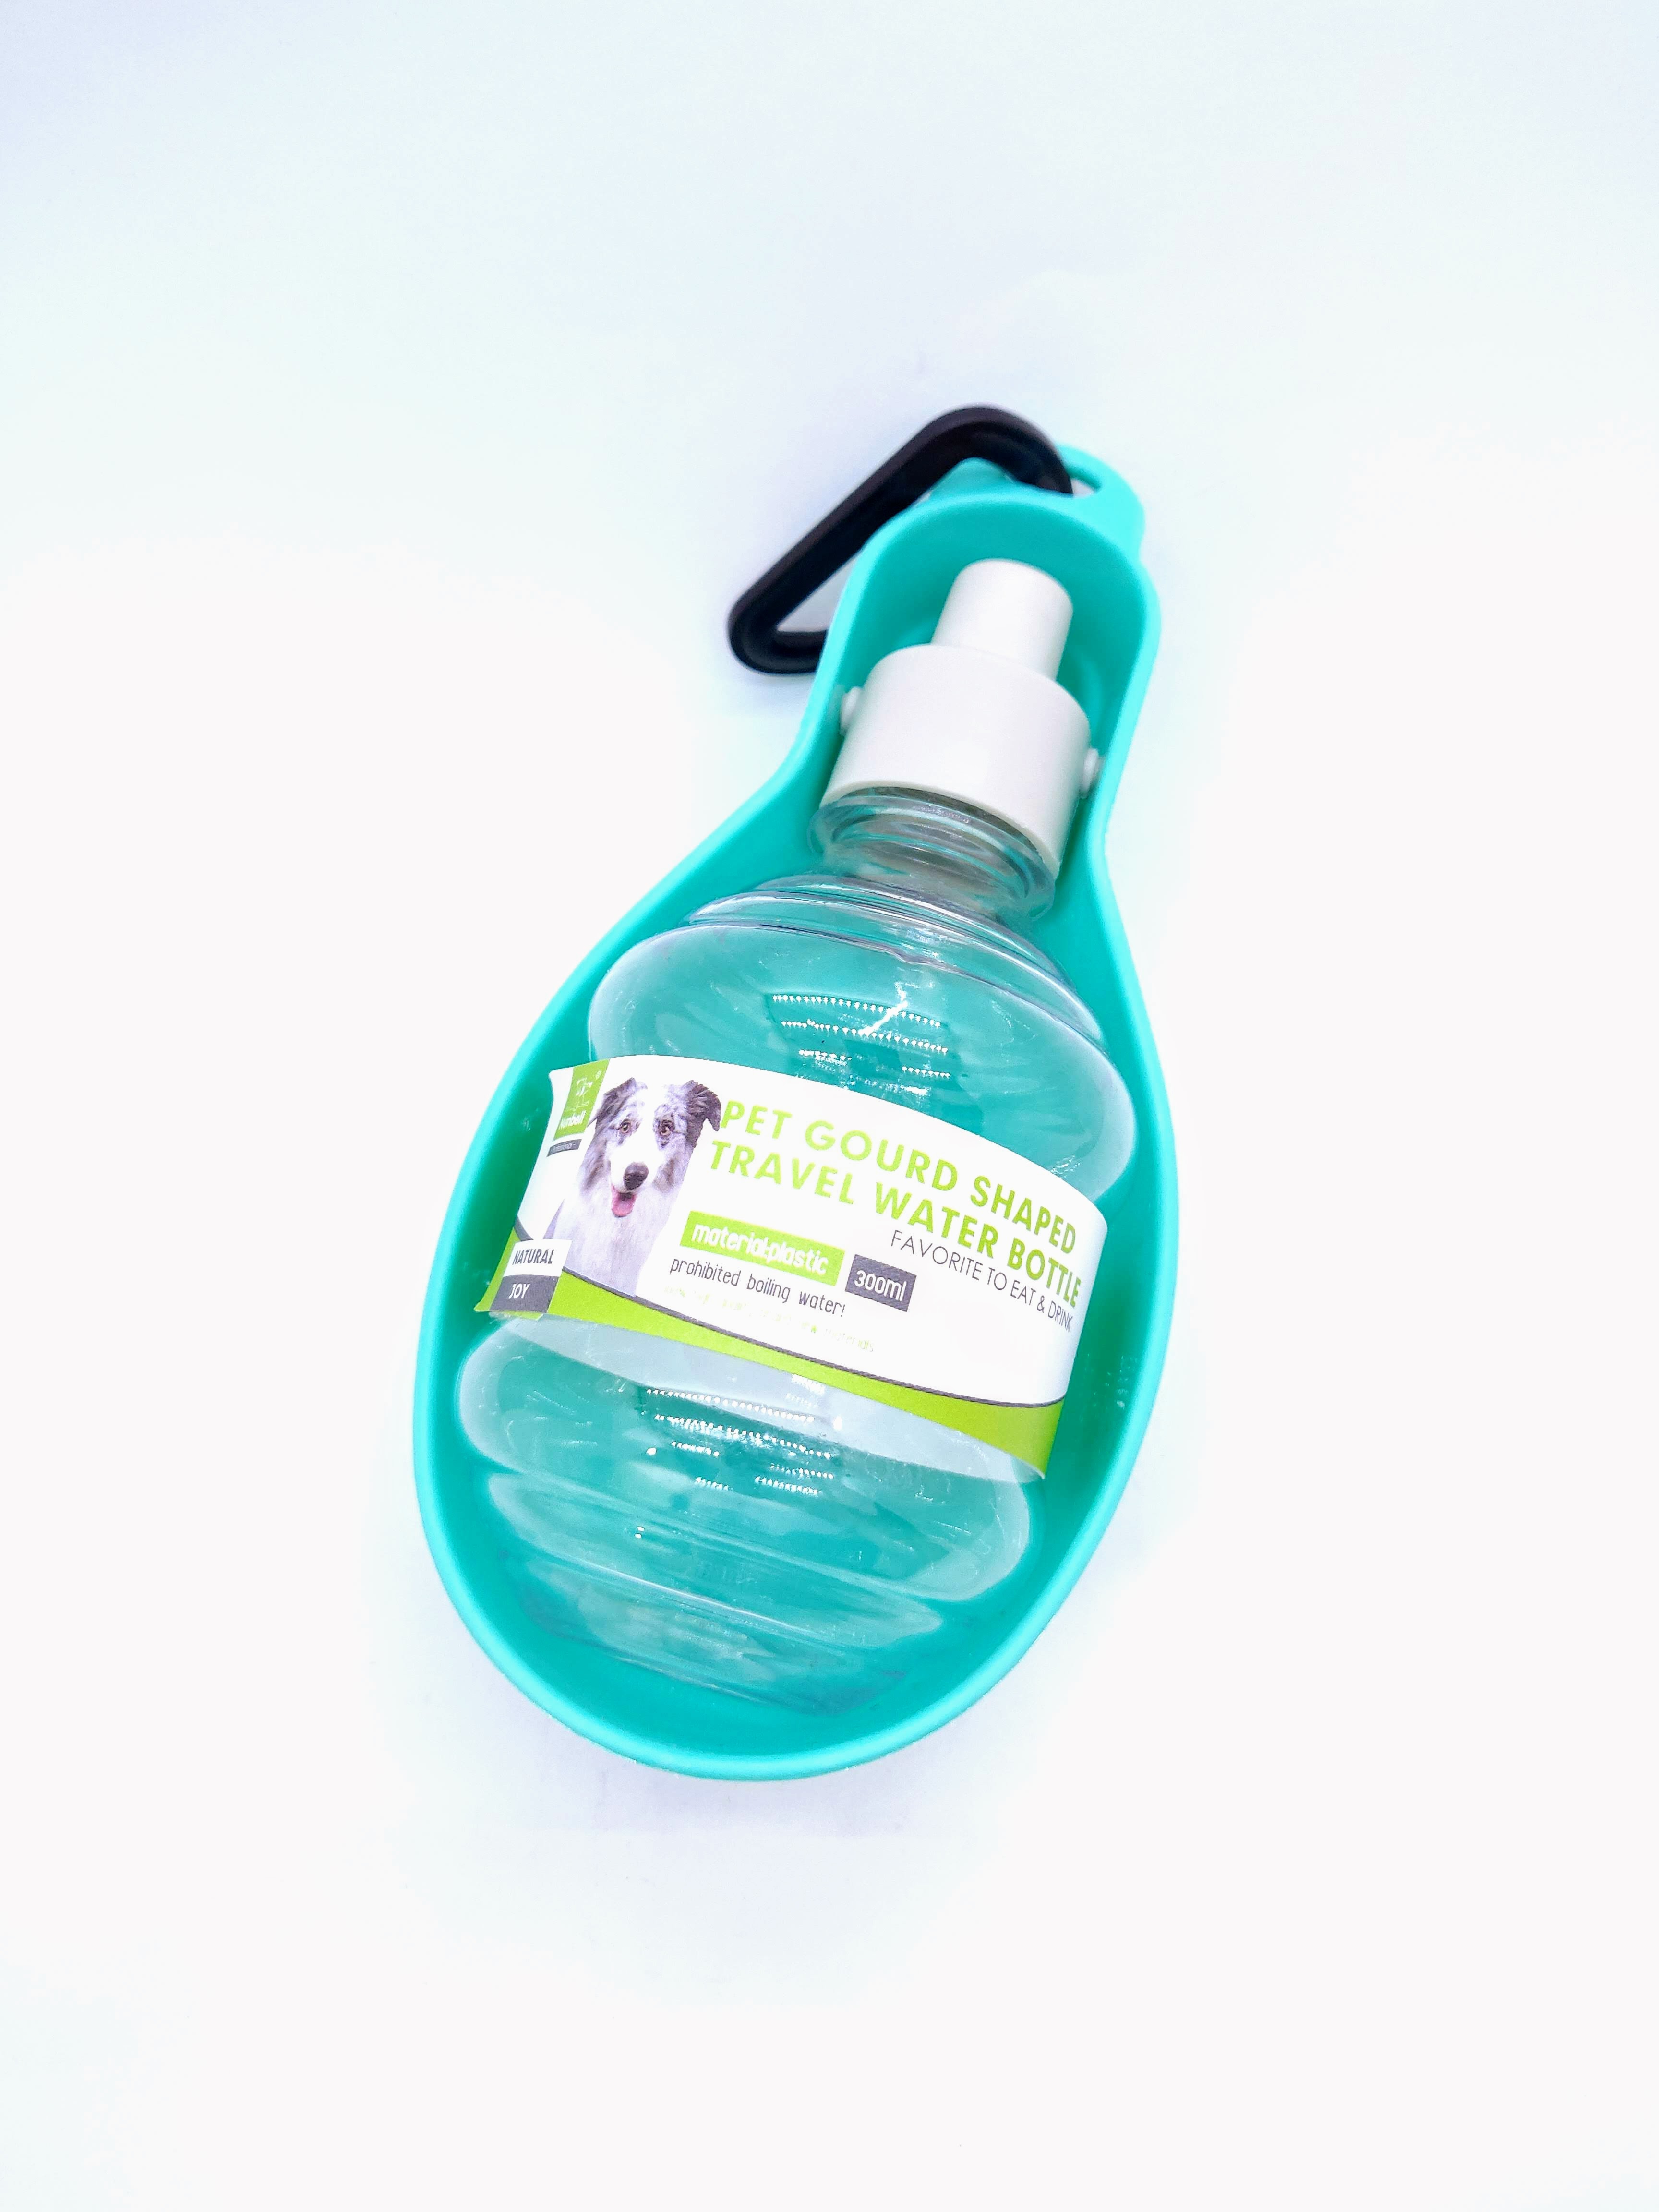 PET GOURD SHAPED
TRAVEL WATER BOTTLE
FAVORITE TO EAT & DRINK
material:plastic
300ml
prohibited boiling water!
NATURAL
JOY